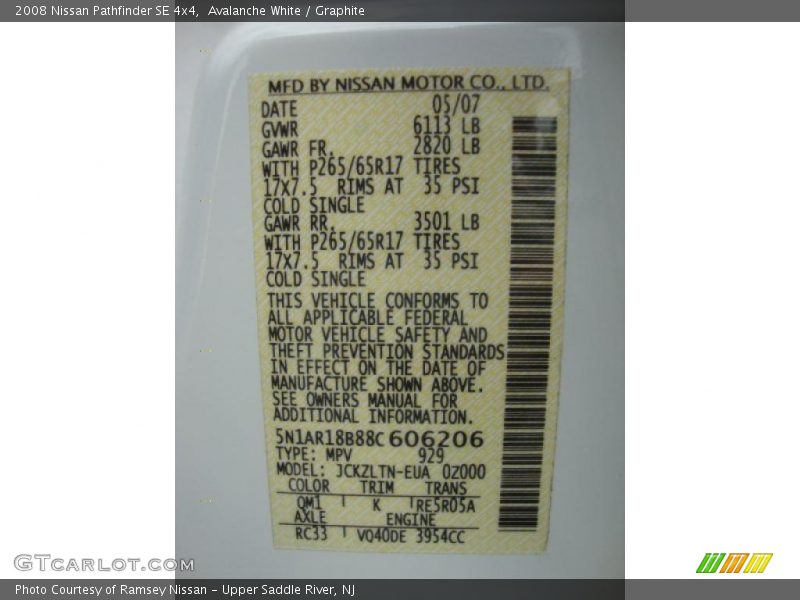 2008 Nissan Pathfinder SE 4x4,  Avalanche White / Graphite
MFD BY NISSAN MOTOR CO., LTD.
DATE 05/07
GVWR 6113 LB
GAWR FR. 2820 LB
WITH P265/65R17 TIRES
17X7.5 RIMS AT 35 PSI
COLD SINGLE
GAWR RR. 3501 LB
WITH P265/65R17 TIRES
17X7.5 RIMS AT 35 PSI
COLD SINGLE
THIS VEHICLE CONFORMS TO
ALL APPLICABLE FEDERAL
MOTOR VEHICLE SAFETY AND
THEFT PREVENTION STANDARDS
IN EFFECT ON THE DATE OF
MANUFACTURE SHOWN ABOVE.
SEE OWNERS MANUAL FOR
ADDITIONAL INFORMATION.
5N1AR18B88C606206
TYPE: MPV 929
MODEL: JCKZLTN-EUA 0Z000
COLOR TRIM TRANS
QM1 K RE5R05A
AXLE ENGINE
RC33 VQ40DE 3954CC
GTCarLot.com
Photo Courtesy of Ramsey Nissan - Upper Saddle River, NJ